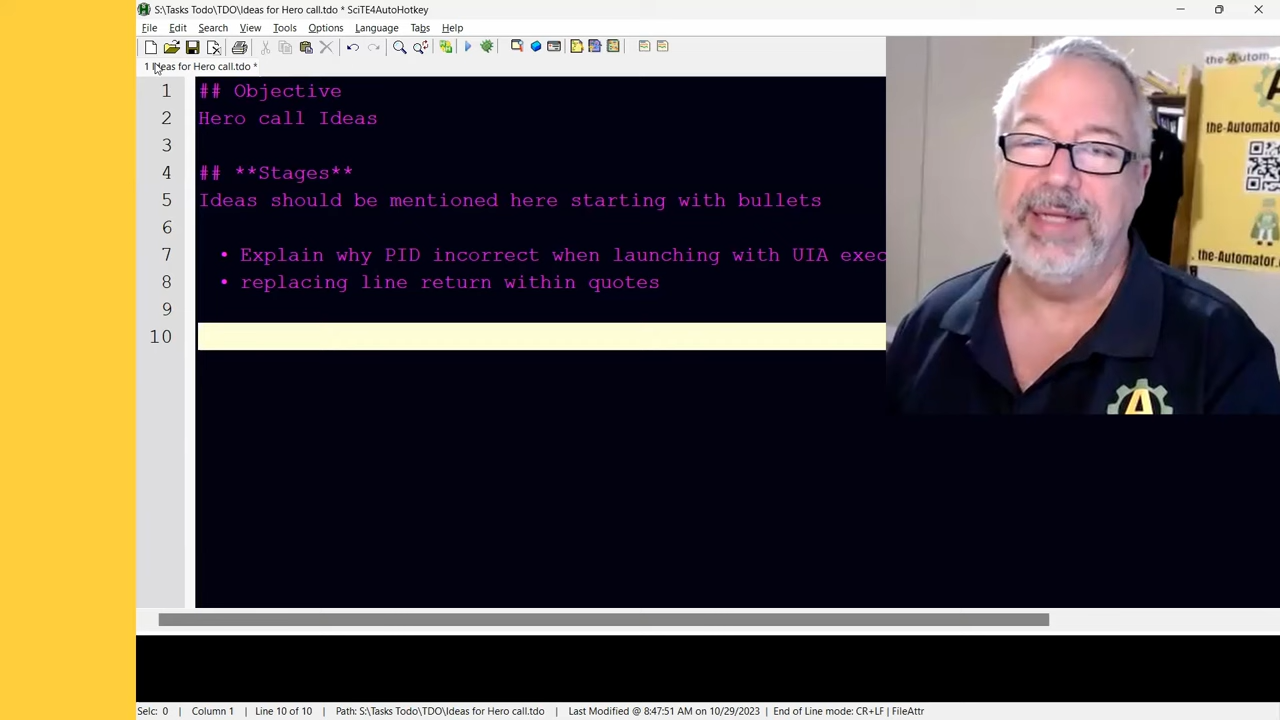 S:\Tasks Todo\TDO\Ideas for Hero call.tdo * SciTE4AutoHotkey
File Edit Search View Tools Options Language Tabs Help
1 Ideas for Hero call.tdo *
1 ## Objective
2 Hero call Ideas
3
4 ## **Stages**
5 Ideas should be mentioned here starting with bullets
6
7 • Explain why PID incorrect when launching with UIA exec
8 • replacing line return within quotes
9
10
the-Automator
the-Automator
the-Automator.
A
Selc: 0 | Column 1 | Line 10 of 10 | Path: S:\Tasks Todo\TDO\Ideas for Hero call.tdo | Last Modified @ 8:47:51 AM on 10/29/2023 | End of Line mode: CR+LF | FileAttr